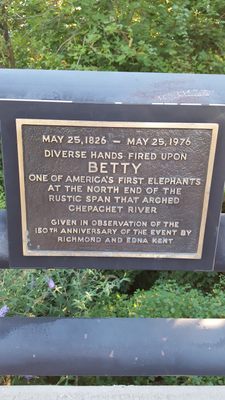 MAY 25, 1826 — MAY 25, 1976
DIVERSE HANDS FIRED UPON
BETTY
ONE OF AMERICA'S FIRST ELEPHANTS
AT THE NORTH END OF THE
RUSTIC SPAN THAT ARCHED
CHEPACHET RIVER
GIVEN IN OBSERVATION OF THE
150TH ANNIVERSARY OF THE EVENT BY
RICHMOND AND EDNA KENT